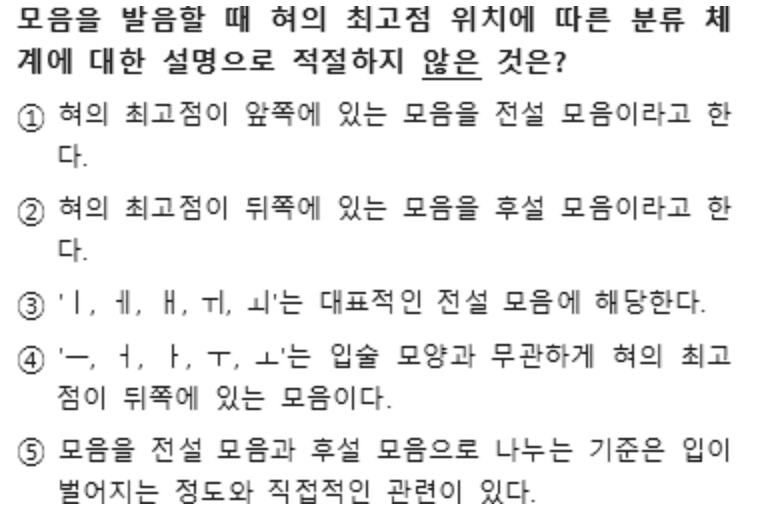 모음을 발음할 때 혀의 최고점 위치에 따른 분류 체
계에 대한 설명으로 적절하지 않은 것은?
① 혀의 최고점이 앞쪽에 있는 모음을 전설 모음이라고 한
다.
② 혀의 최고점이 뒤쪽에 있는 모음을 후설 모음이라고 한
다.
③ 'ㅣ, ㅔ, ㅐ, ㅟ, ㅚ'는 대표적인 전설 모음에 해당한다.
④ 'ㅡ, ㅓ, ㅏ, ㅜ, ㅗ'는 입술 모양과 무관하게 혀의 최고
점이 뒤쪽에 있는 모음이다.
⑤ 모음을 전설 모음과 후설 모음으로 나누는 기준은 입이
벌어지는 정도와 직접적인 관련이 있다.